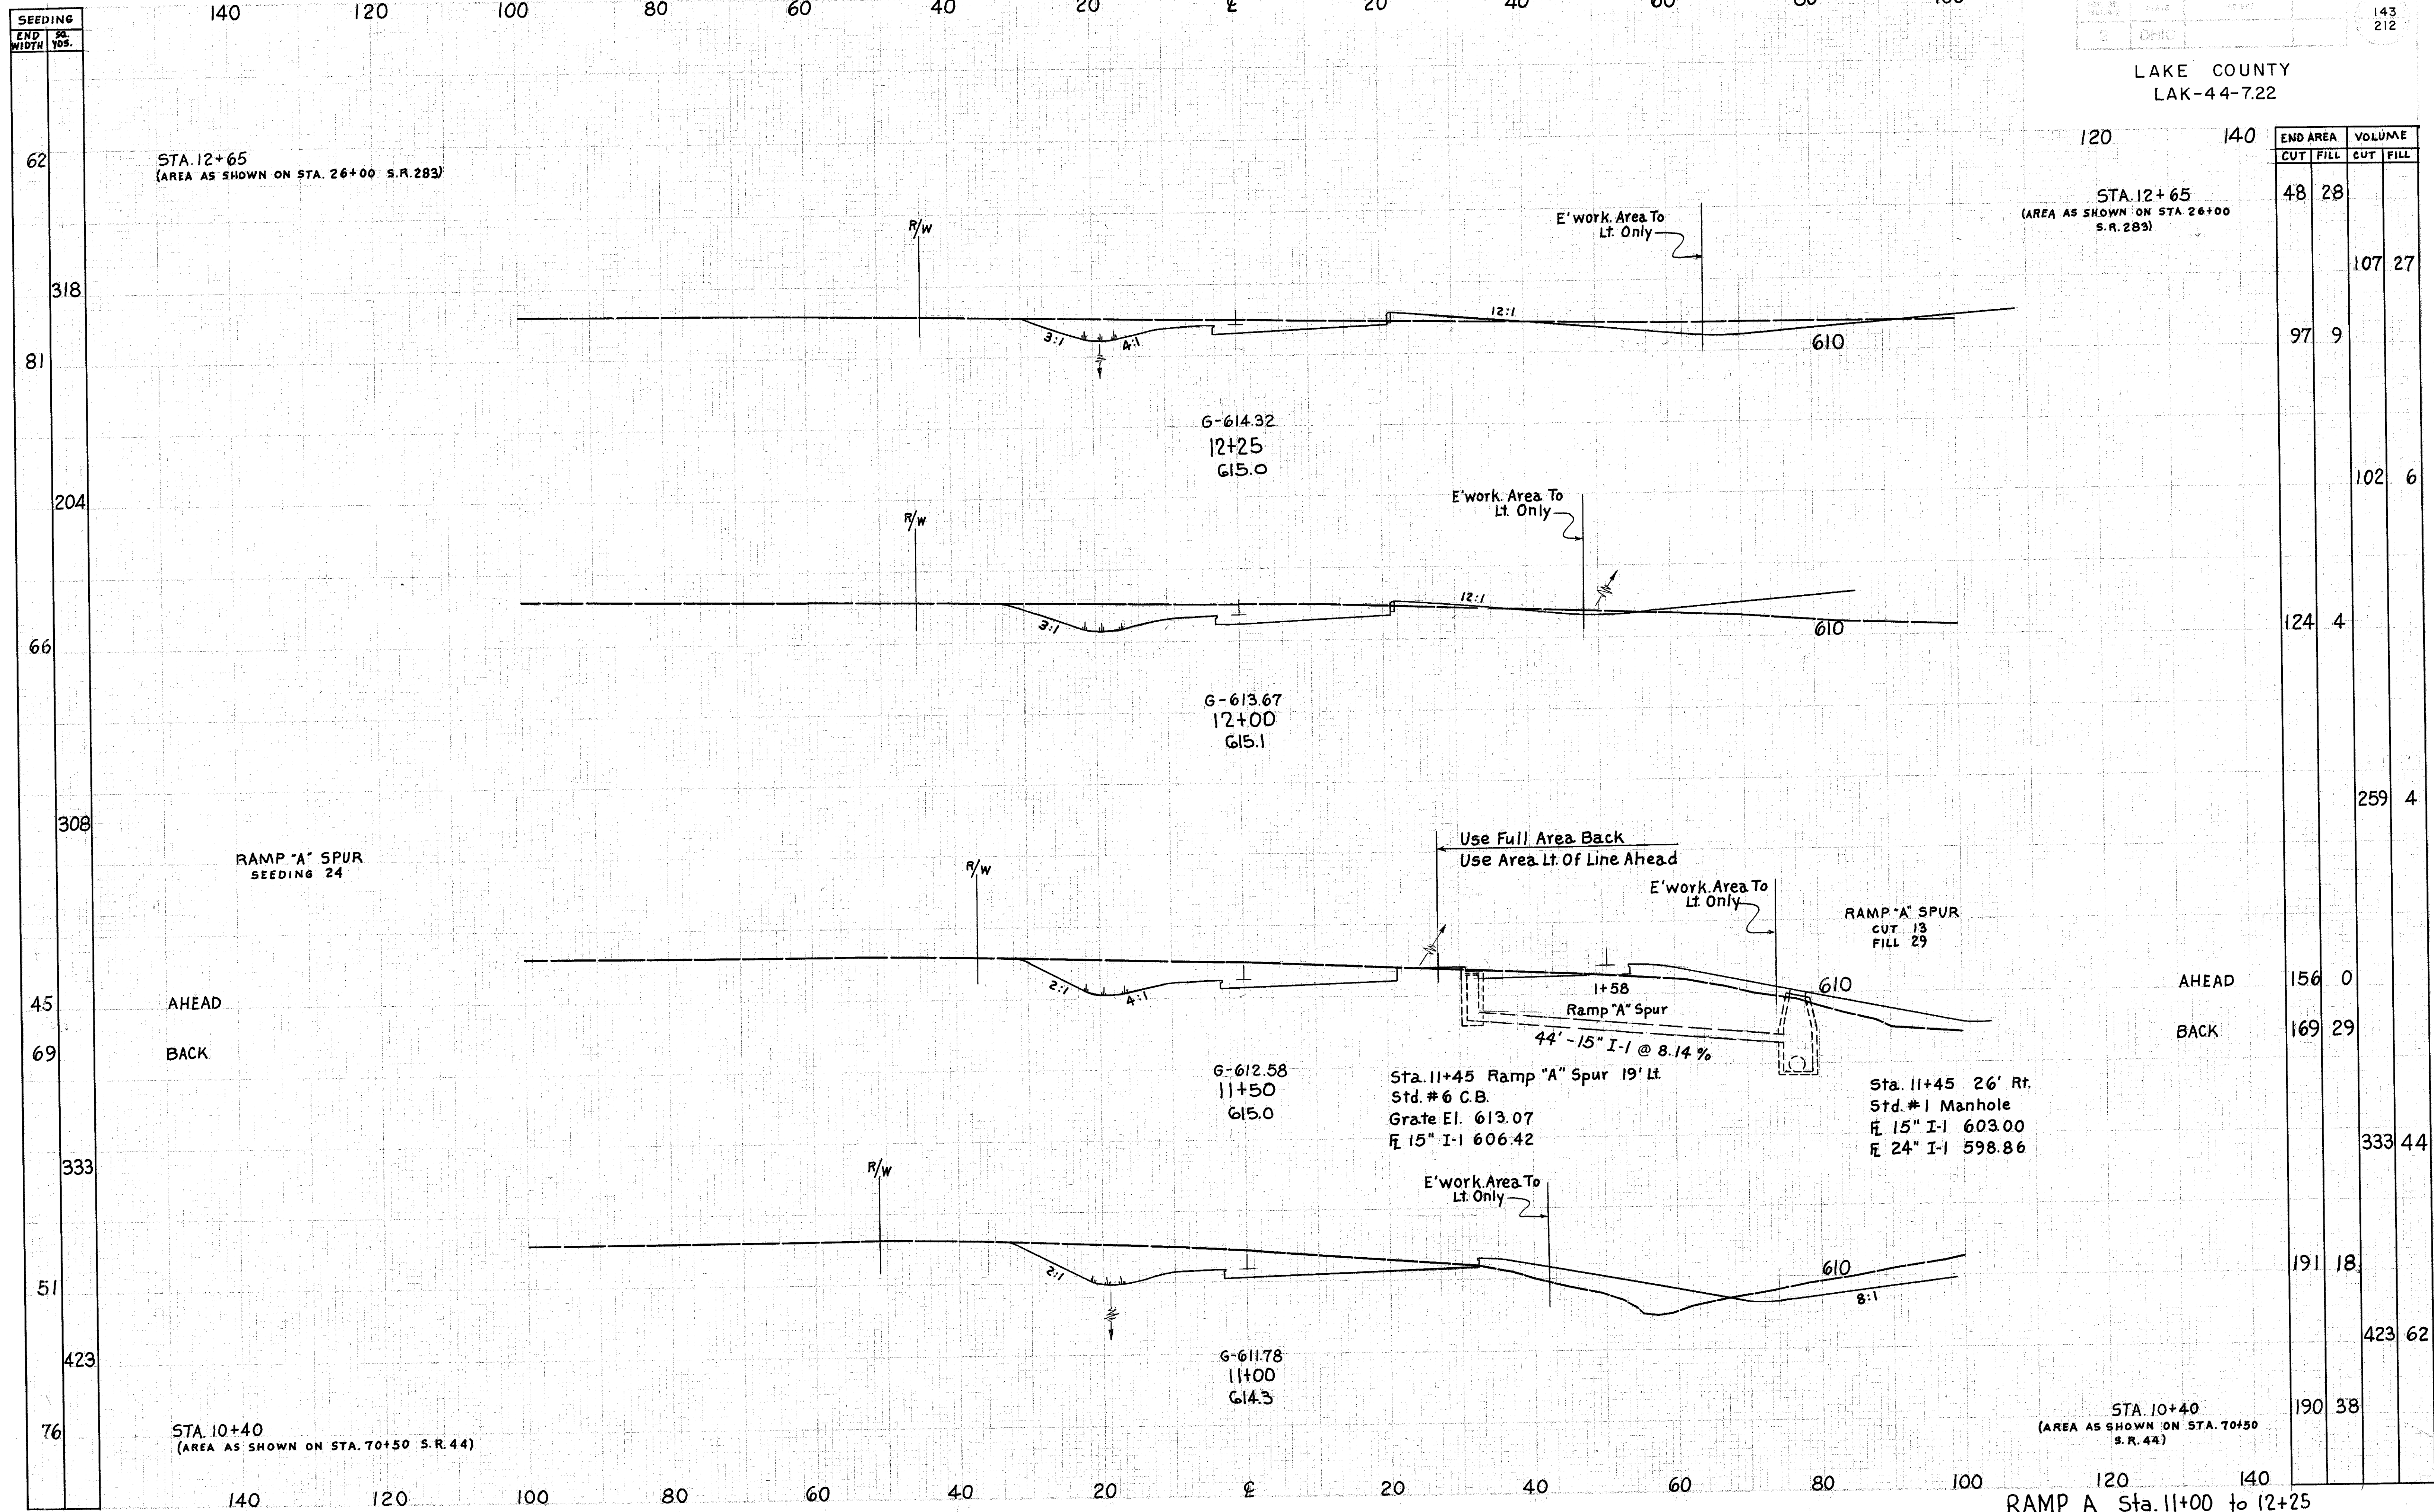 SEEDING
END WIDTH
SQ. YDS.
140 120 100 80 60 40 20 ℄ 20 40 60 80 100
2 OHIO
143
212
LAKE COUNTY
LAK-44-7.22
120 140
END AREA VOLUME
CUT FILL CUT FILL
62
STA. 12+65
(AREA AS SHOWN ON STA. 26+00 S.R. 283)
STA. 12+65
(AREA AS SHOWN ON STA 26+00
S.R. 283)
48 28
R/W
E'work. Area To
Lt. Only
107 27
318
12:1
3:1
4:1
610
97 9
81
G-614.32
12+25
615.0
102 6
204
R/W
E'work. Area To
Lt. Only
12:1
3:1
610
124 4
66
G-613.67
12+00
615.1
259 4
308
RAMP "A" SPUR
SEEDING 24
R/W
Use Full Area Back
Use Area Lt. Of Line Ahead
E'work. Area To
Lt. Only
RAMP "A" SPUR
CUT 13
FILL 29
2:1
4:1
1+58
610
Ramp "A" Spur
44' - 15" I-1 @ 8.14 %
45 AHEAD
AHEAD 156 0
69 BACK
BACK 169 29
G-612.58
11+50
615.0
Sta. 11+45 Ramp "A" Spur 19' Lt.
Std. #6 C.B.
Grate El. 613.07
FL 15" I-1 606.42
Sta. 11+45 26' Rt.
Std. #1 Manhole
FL 15" I-1 603.00
FL 24" I-1 598.86
333 44
333
R/W
E'work. Area To
Lt. Only
2:1
610
8:1
191 18
51
423 62
423
G-611.78
11+00
614.3
76
STA. 10+40
(AREA AS SHOWN ON STA. 70+50 S.R. 44)
STA. 10+40
(AREA AS SHOWN ON STA. 70+50
S.R. 44)
190 38
140 120 100 80 60 40 20 ℄ 20 40 60 80 100 120 140
RAMP A Sta. 11+00 to 12+25